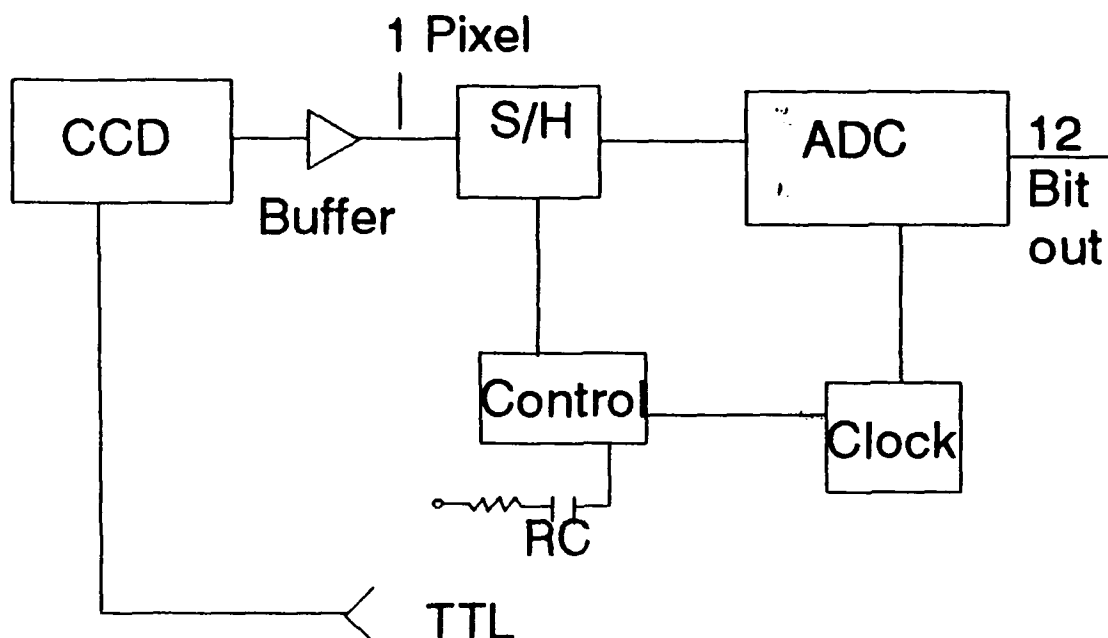 1 Pixel
CCD
S/H
ADC
12
Bit
out
Buffer
Control
Clock
RC
TTL